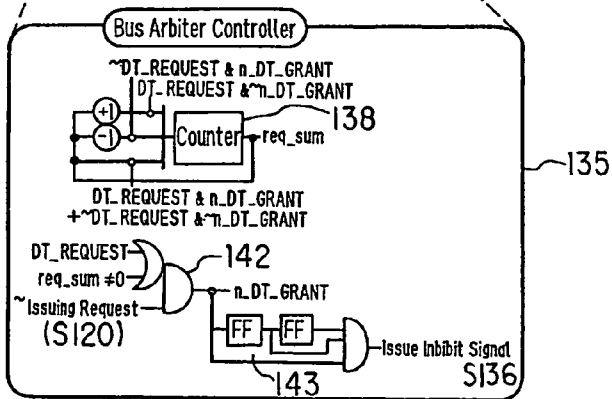 Bus Arbiter Controller
~DT_REQUEST & n_DT_GRANT
DT_REQUEST &~n_DT_GRANT
138
+1
-1
Counter
req_sum
135
DT_REQUEST & n_DT_GRANT
+~DT_REQUEST &~n_DT_GRANT
DT_REQUEST
142
req_sum ≠0
n_DT_GRANT
~Issuing Request
(S120)
FF
FF
Issue Inbibit Signal
143
S136